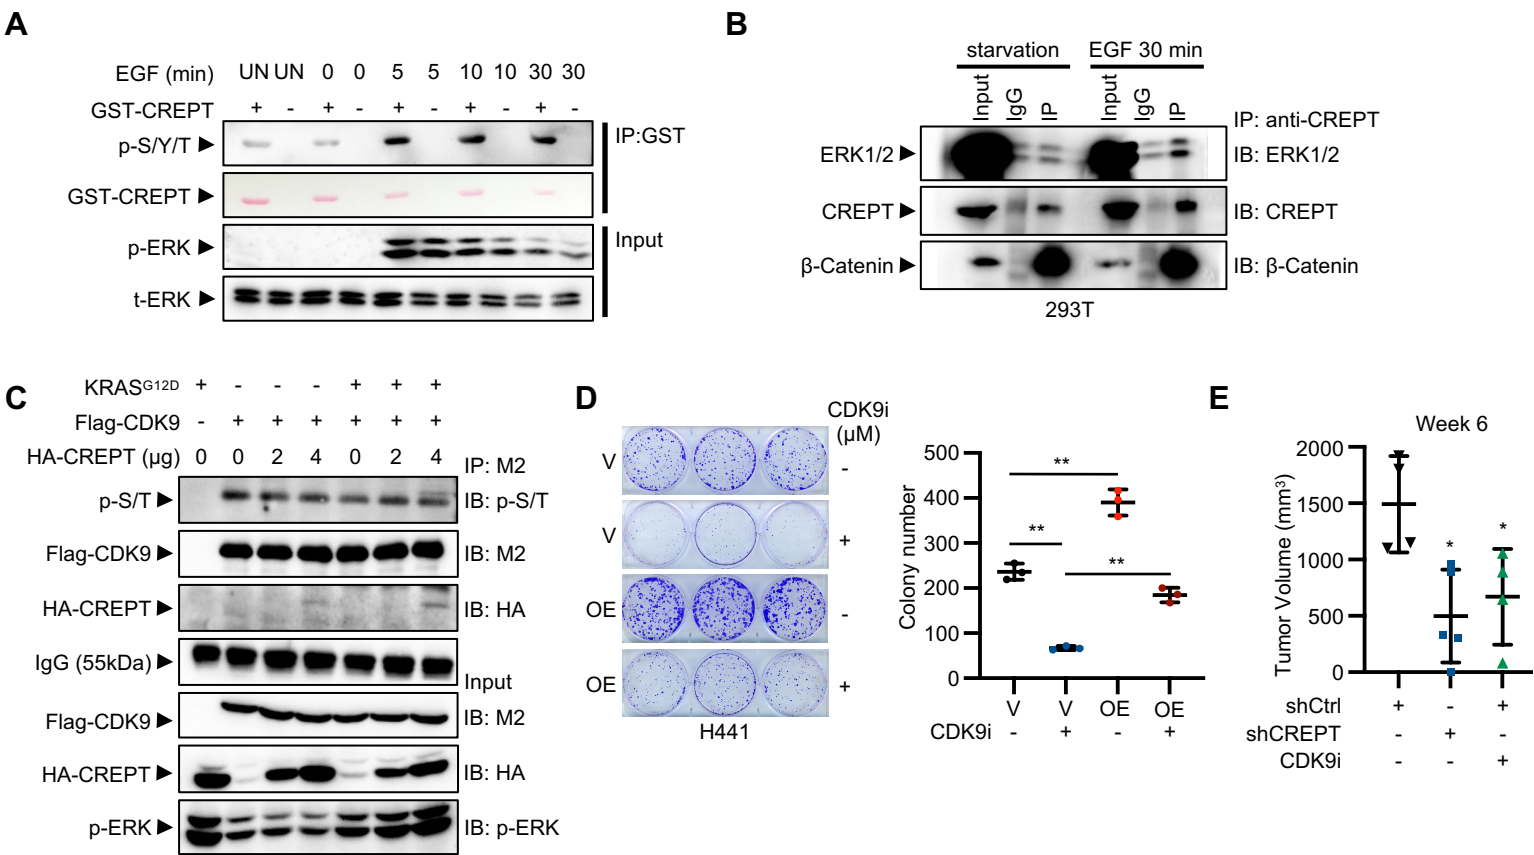 A
EGF (min) UN UN 0 0 5 5 10 10 30 30
GST-CREPT + - + - + - + - + -
p-S/Y/T
IP:GST
GST-CREPT
p-ERK
Input
t-ERK
B
starvation EGF 30 min
Input IgG IP Input IgG IP
IP: anti-CREPT
ERK1/2 IB: ERK1/2
CREPT IB: CREPT
β-Catenin IB: β-Catenin
293T
C
KRASG12D + - - - + + +
Flag-CDK9 - + + + + + +
HA-CREPT (μg) 0 0 2 4 0 2 4
IP: M2
p-S/T IB: p-S/T
Flag-CDK9 IB: M2
HA-CREPT IB: HA
IgG (55kDa)
Input
Flag-CDK9 IB: M2
HA-CREPT IB: HA
p-ERK IB: p-ERK
D
CDK9i
(μM)
V -
V +
OE -
OE +
H441
Colony number
500
400
300
200
100
0
** ** **
V V OE OE
CDK9i - + - +
E
Week 6
Tumor Volume (mm³)
2000
1500
1000
500
0
* *
shCtrl + - +
shCREPT - + -
CDK9i - - +